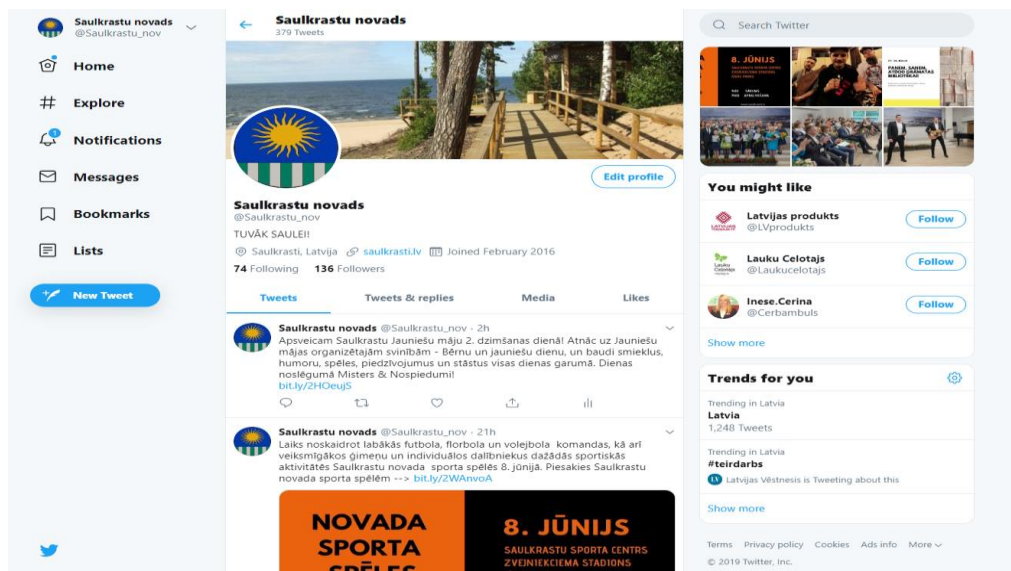 Saulkrastu novads
@Saulkrastu_nov
Home
Explore
1
Notifications
Messages
Bookmarks
Lists
New Tweet
Saulkrastu novads
379 Tweets
Edit profile
Saulkrastu novads
@Saulkrastu_nov
TUVĀK SAULEI!
Saulkrasti, Latvija saulkrasti.lv Joined February 2016
74 Following 136 Followers
Tweets Tweets & replies Media Likes
Saulkrastu novads @Saulkrastu_nov · 2h
Apsveicam Saulkrastu Jauniešu māju 2. dzimšanas dienā! Atnāc uz Jauniešu
mājas organizētajām svinībām - Bērnu un jauniešu dienu, un baudi smieklus,
humoru, spēles, piedzīvojumus un stāstus visas dienas garumā. Dienas
noslēgumā Misters & Nospiedumi!
bit.ly/2HOeujS
Saulkrastu novads @Saulkrastu_nov · 21h
Laiks noskaidrot labākās futbola, florbola un volejbola komandas, kā arī
veiksmīgākos ģimeņu un individuālos dalībniekus dažādās sportiskās
aktivitātēs Saulkrastu novada sporta spēlēs 8. jūnijā. Piesakies Saulkrastu
novada sporta spēlēm --> bit.ly/2WAnvoA
NOVADA
SPORTA
SPĒLES
8. JŪNIJS
SAULKRASTU SPORTA CENTRS
ZVEJNIEKCIEMA STADIONS
Search Twitter
8. JŪNIJS
PAŅEM, SAŅEM,
ATDOD GRĀMATAS
BIBLIOTĒKĀS
You might like
Latvijas produkts
@LVprodukts
Follow
Lauku Celotajs
@Laukucelotajs
Follow
Inese.Cerina
@Cerbambuls
Follow
Show more
Trends for you
Trending in Latvia
Latvia
1,248 Tweets
Trending in Latvia
#teirdarbs
LV Latvijas Vēstnesis is Tweeting about this
Show more
Terms Privacy policy Cookies Ads info More
© 2019 Twitter, Inc.